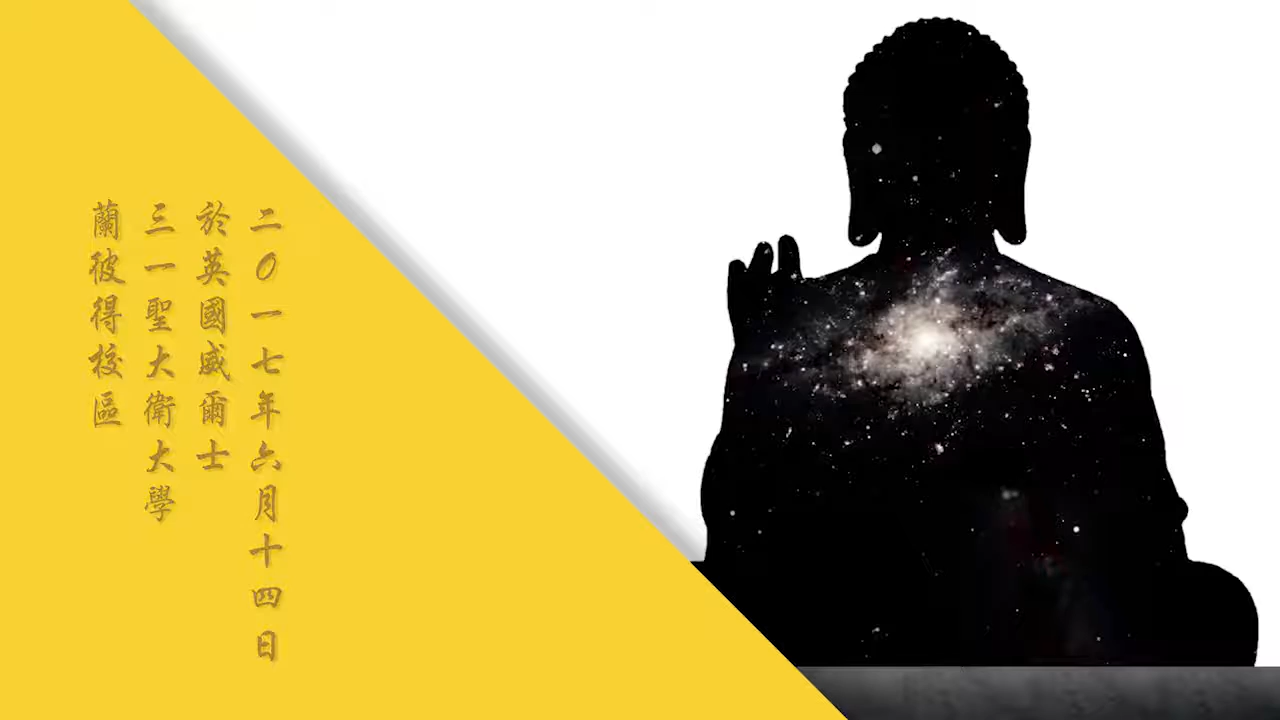 二0一七年六月十四日
於英國威爾士
三一聖大衛大學
蘭彼得校區